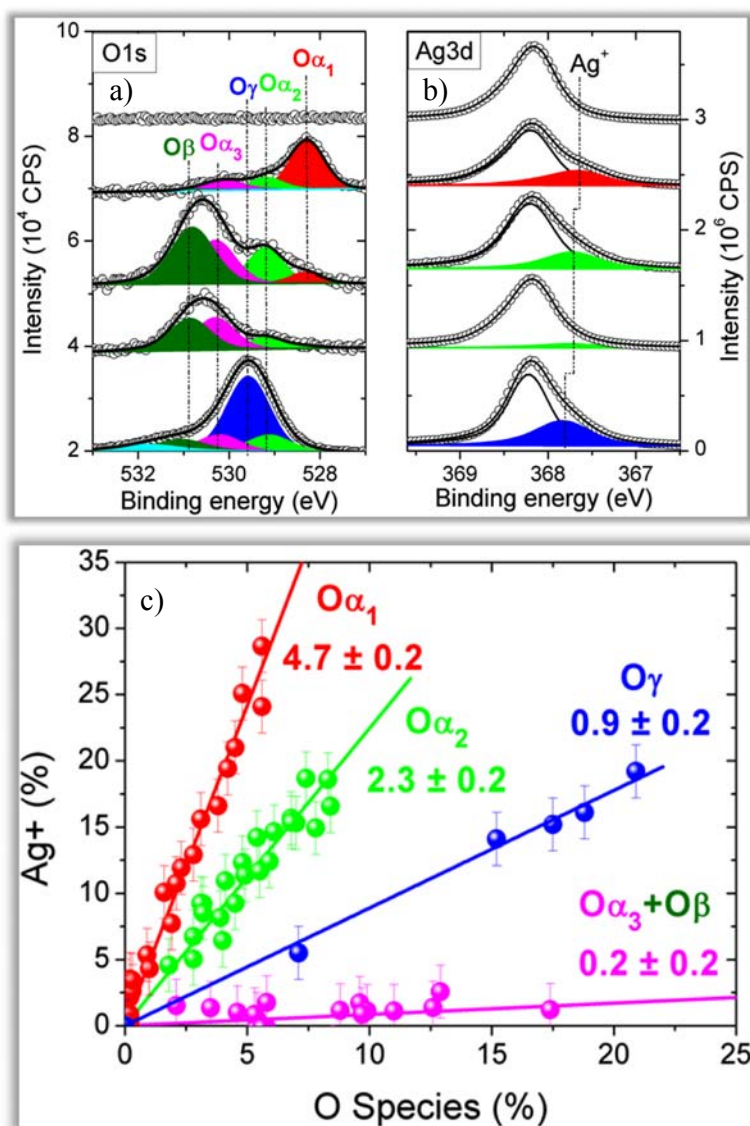 O1s
a)
Oα₁
Oγ Oα₂
Oβ Oα₃
10
8
6
4
2
Intensity (10⁴ CPS)
532 530 528
Binding energy (eV)
Ag3d
b)
Ag⁺
3
2
1
0
Intensity (10⁶ CPS)
369 368 367
Binding energy (eV)
c)
35
30
25
20
15
10
5
0
Ag+ (%)
Oα₁
4.7 ± 0.2
Oα₂
2.3 ± 0.2
Oγ
0.9 ± 0.2
Oα₃+Oβ
0.2 ± 0.2
0 5 10 15 20 25
O Species (%)